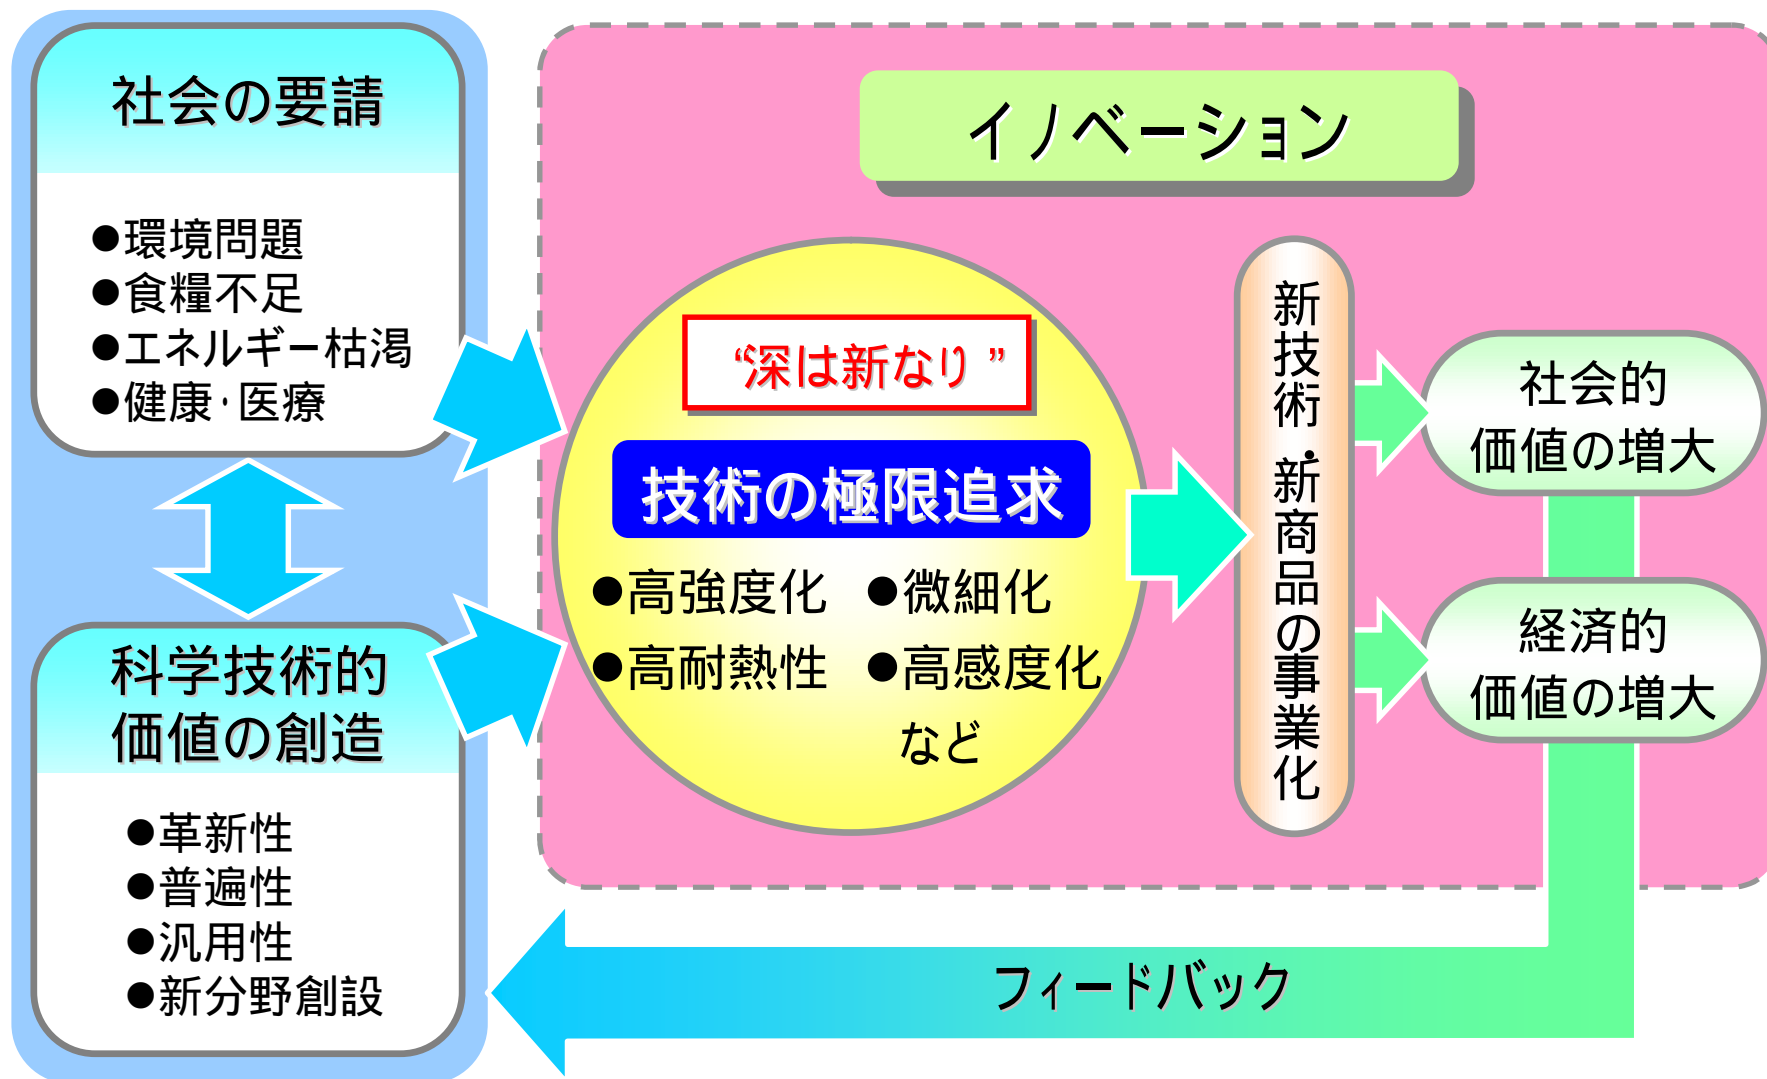 社会の要請
●環境問題
●食糧不足
●エネルギー枯渇
●健康・医療
科学技術的
価値の創造
●革新性
●普遍性
●汎用性
●新分野創設
イノベーション
“深は新なり”
技術の極限追求
●高強度化 ●微細化
●高耐熱性 ●高感度化
など
新技術・新商品の事業化
社会的
価値の増大
経済的
価値の増大
フィードバック